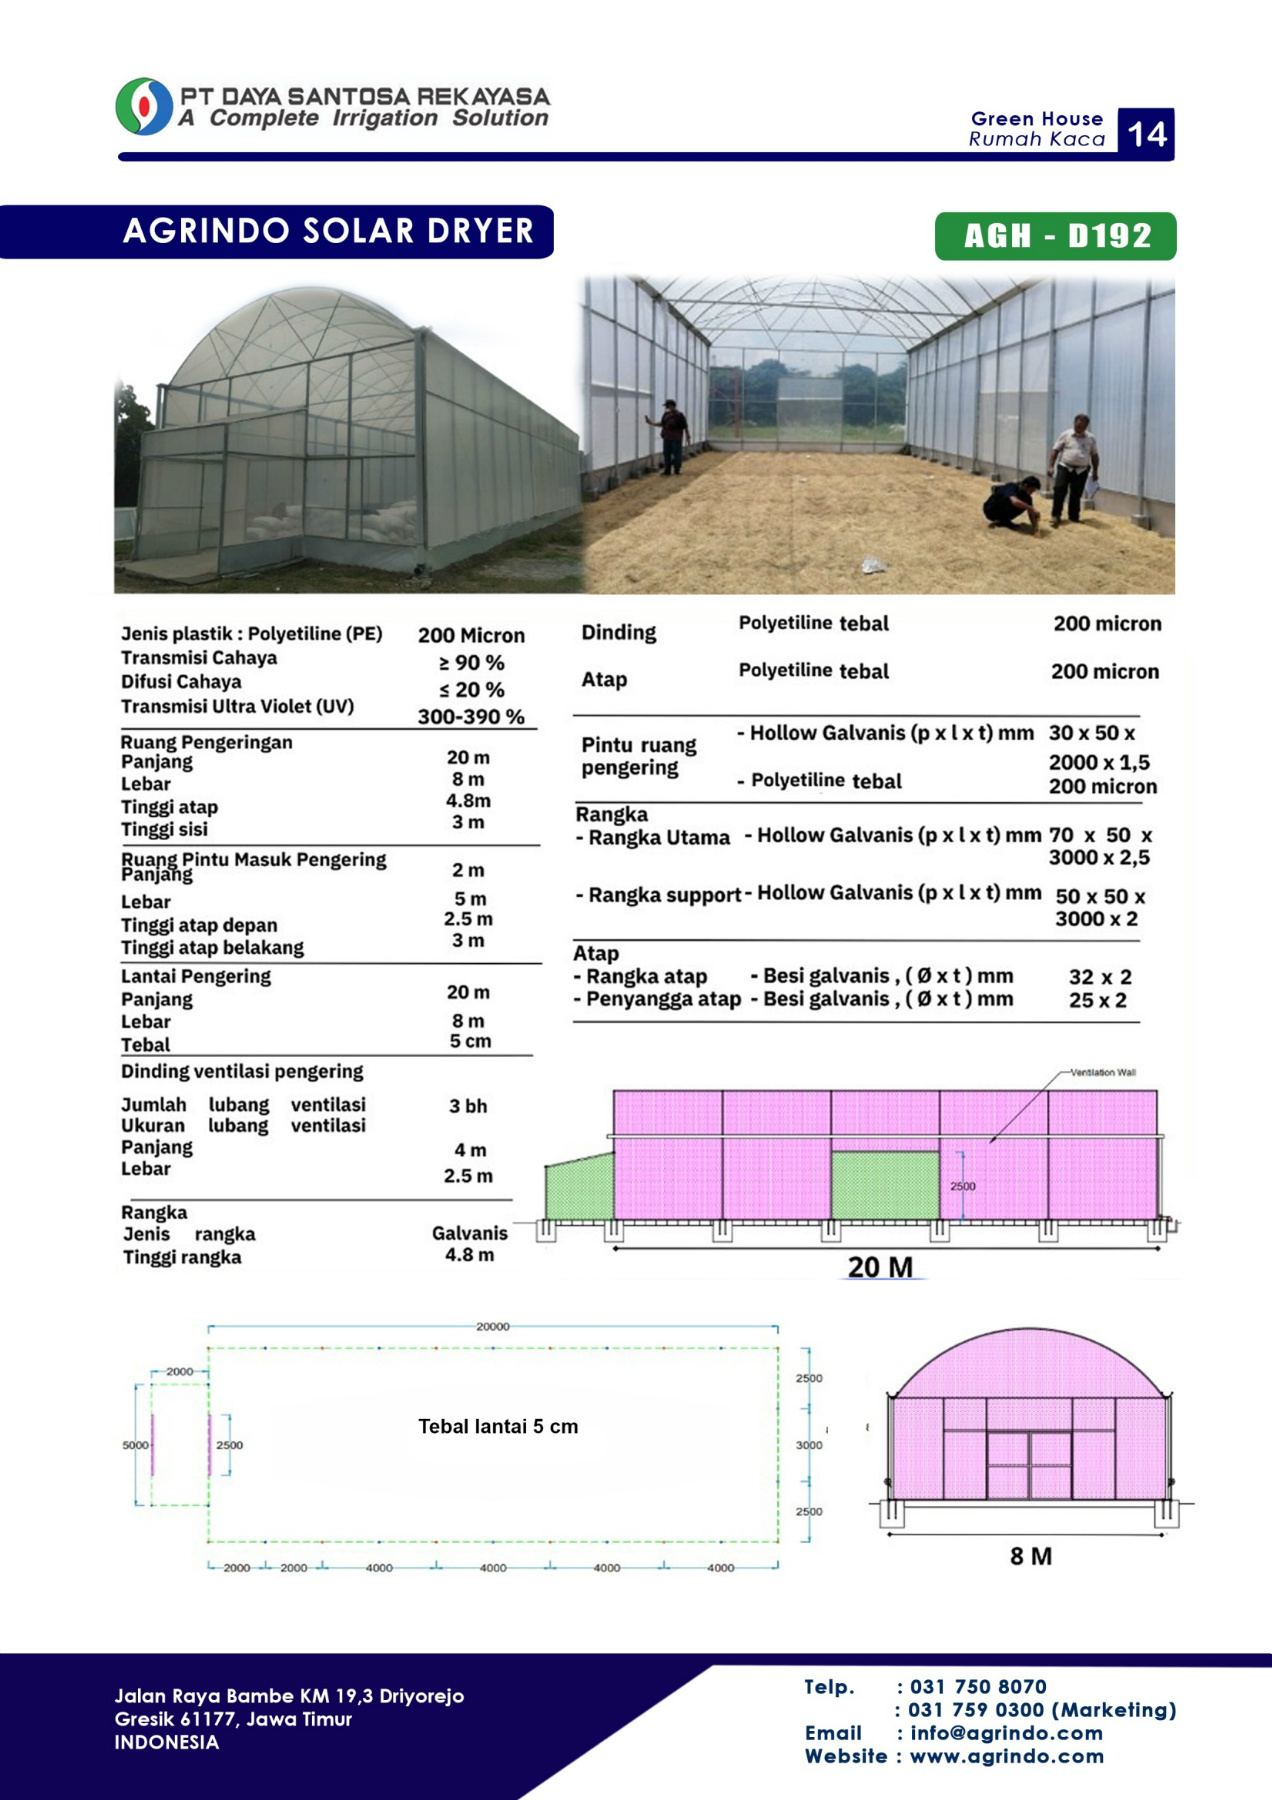 PT DAYA SANTOSA REKAYASA
A Complete Irrigation Solution
Green House
Rumah Kaca
14
AGRINDO SOLAR DRYER
AGH - D192
Jenis plastik : Polyetiline (PE) 200 Micron
Transmisi Cahaya ≥ 90 %
Difusi Cahaya ≤ 20 %
Transmisi Ultra Violet (UV) 300-390 %
Ruang Pengeringan
Panjang 20 m
Lebar 8 m
Tinggi atap 4.8m
Tinggi sisi 3 m
Ruang Pintu Masuk Pengering
Panjang 2 m
Lebar 5 m
Tinggi atap depan 2.5 m
Tinggi atap belakang 3 m
Lantai Pengering
Panjang 20 m
Lebar 8 m
Tebal 5 cm
Dinding ventilasi pengering
Jumlah lubang ventilasi 3 bh
Ukuran lubang ventilasi
Panjang 4 m
Lebar 2.5 m
Rangka
Jenis rangka Galvanis
Tinggi rangka 4.8 m
Dinding Polyetiline tebal 200 micron
Atap Polyetiline tebal 200 micron
Pintu ruang pengering - Hollow Galvanis (p x l x t) mm 30 x 50 x
2000 x 1,5
- Polyetiline tebal 200 micron
Rangka
- Rangka Utama - Hollow Galvanis (p x l x t) mm 70 x 50 x
3000 x 2,5
- Rangka support - Hollow Galvanis (p x l x t) mm 50 x 50 x
3000 x 2
Atap
- Rangka atap - Besi galvanis , ( Ø x t ) mm 32 x 2
- Penyangga atap - Besi galvanis , ( Ø x t ) mm 25 x 2
Ventilation Wall
2500
20 M
20000
2000
5000
2500
Tebal lantai 5 cm
2500
3000
2500
2000 2000 4000 4000 4000 4000
8 M
Jalan Raya Bambe KM 19,3 Driyorejo
Gresik 61177, Jawa Timur
INDONESIA
Telp. : 031 750 8070
: 031 759 0300 (Marketing)
Email : info@agrindo.com
Website : www.agrindo.com